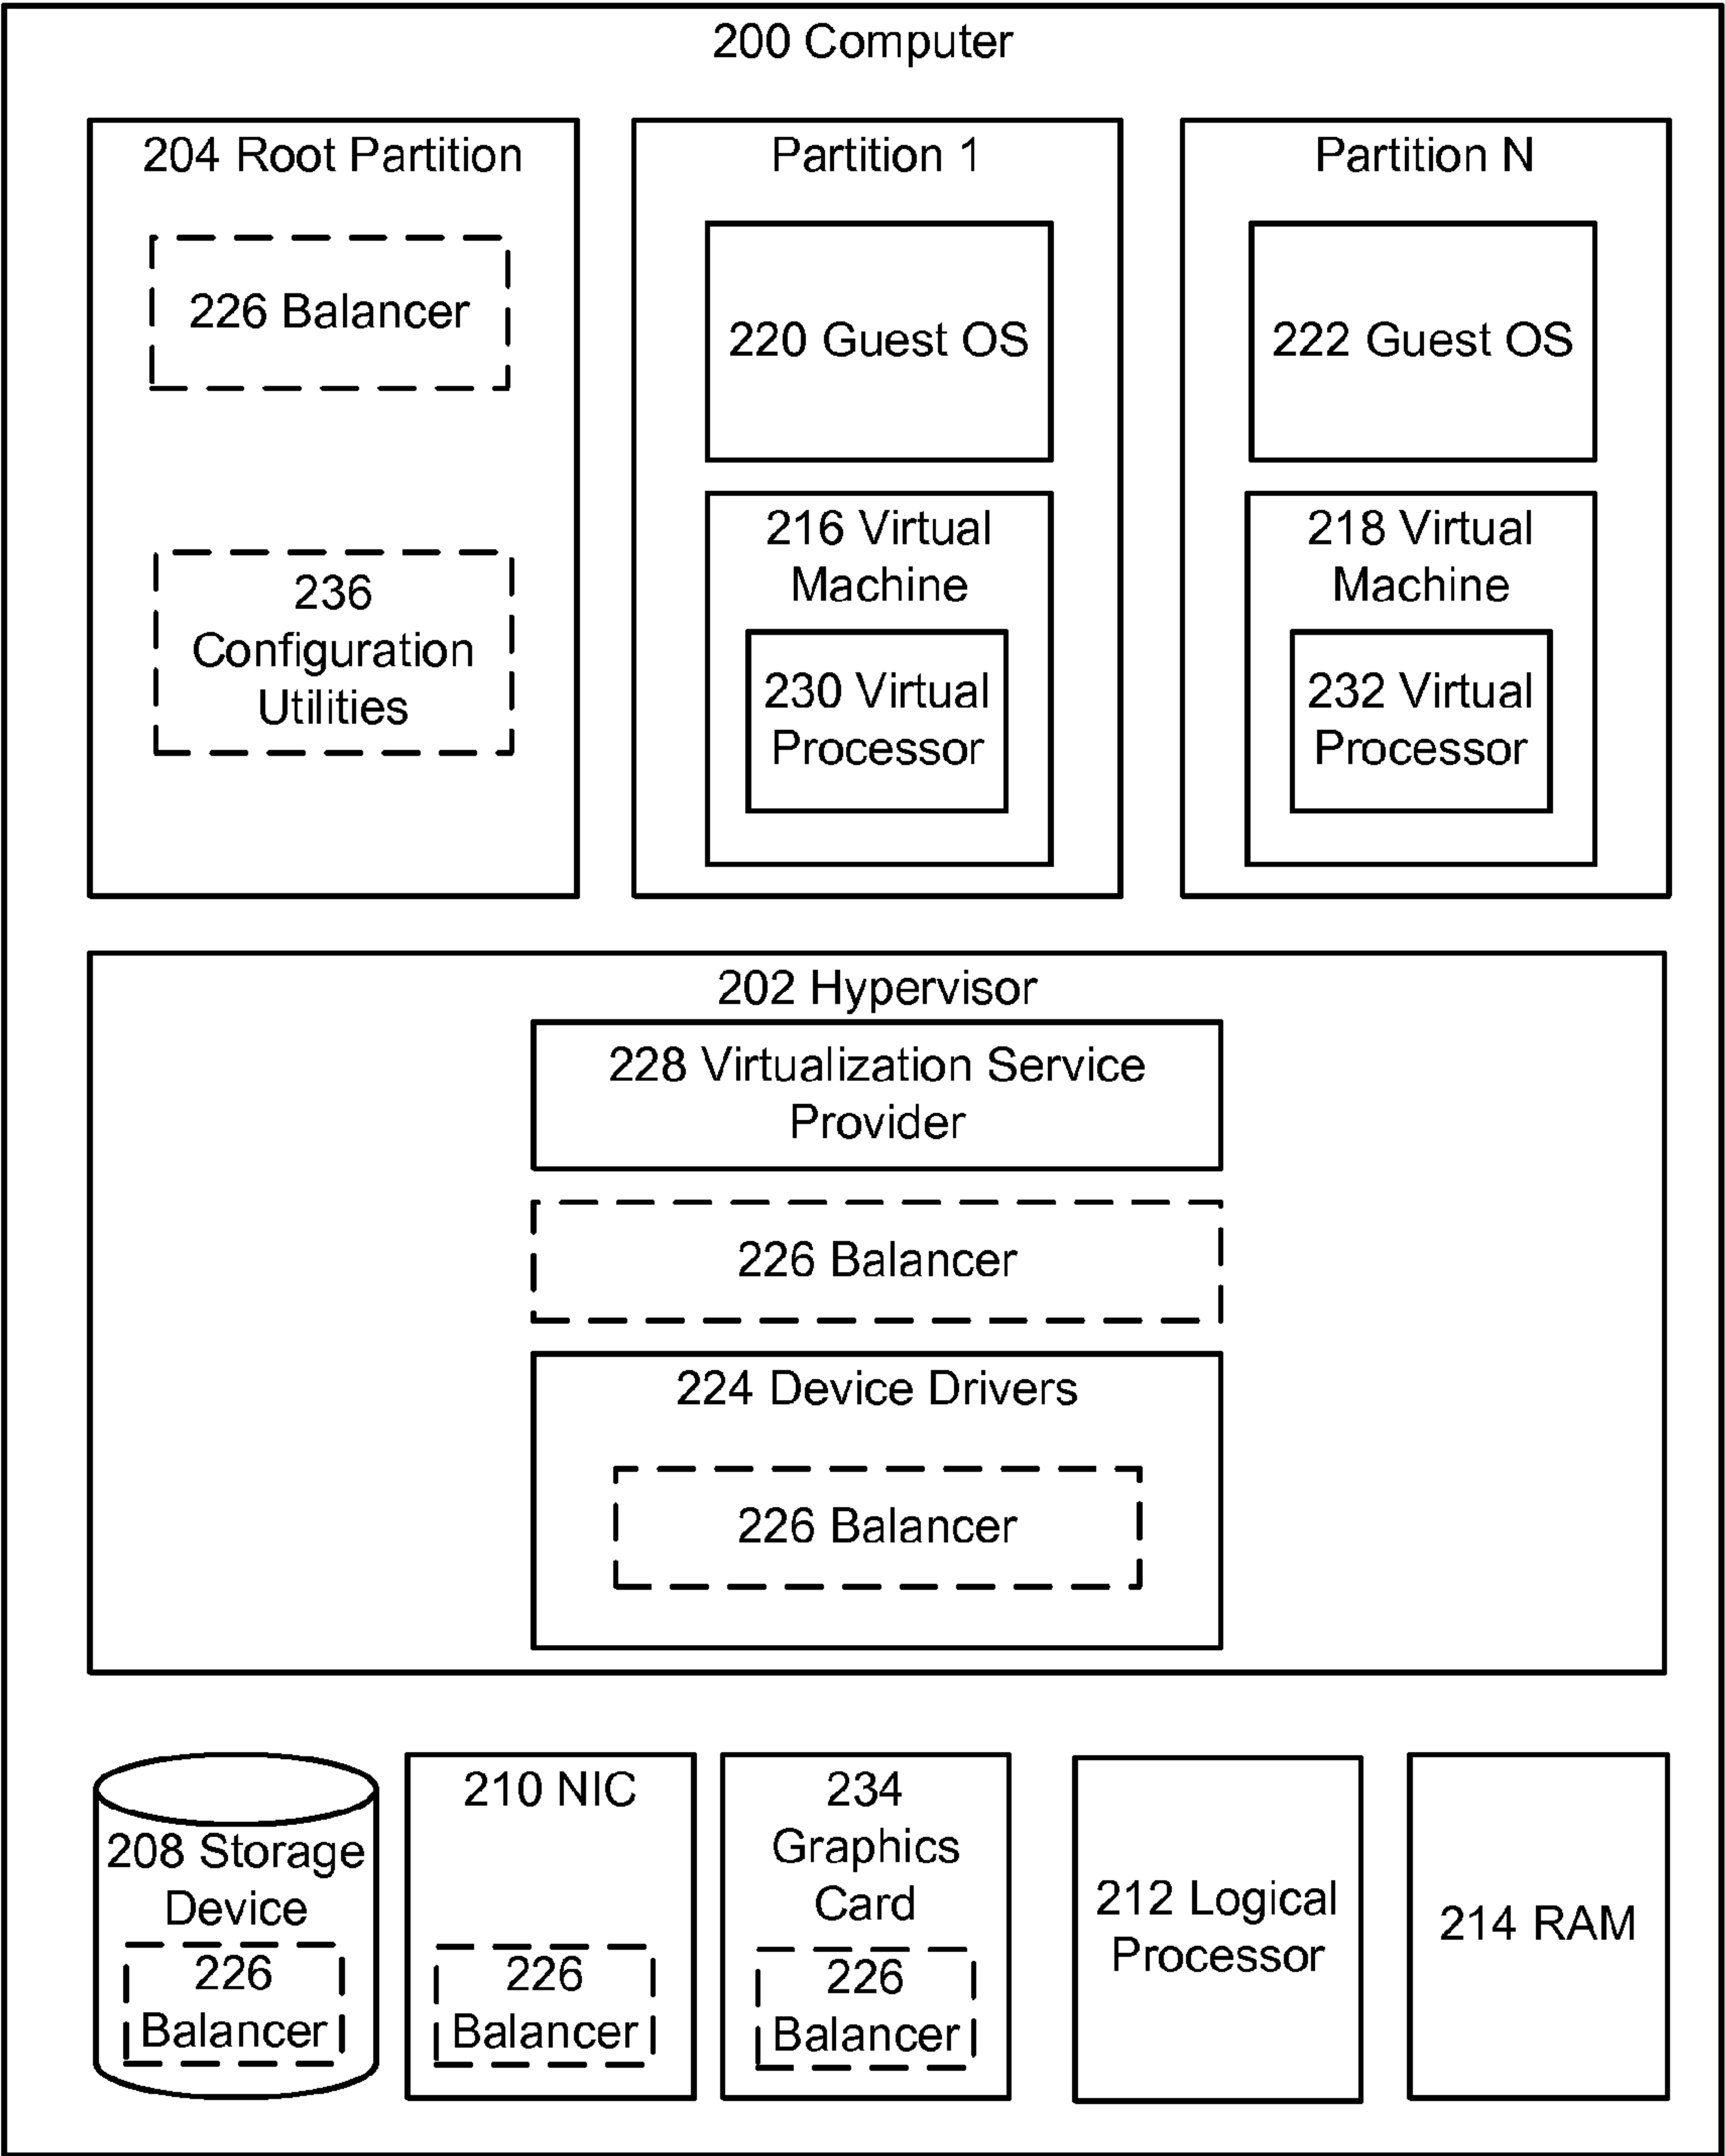 200 Computer
204 Root Partition
226 Balancer
236
Configuration
Utilities
Partition 1
220 Guest OS
216 Virtual
Machine
230 Virtual
Processor
Partition N
222 Guest OS
218 Virtual
Machine
232 Virtual
Processor
202 Hypervisor
228 Virtualization Service
Provider
226 Balancer
224 Device Drivers
226 Balancer
208 Storage
Device
226
Balancer
210 NIC
226
Balancer
234
Graphics
Card
226
Balancer
212 Logical
Processor
214 RAM